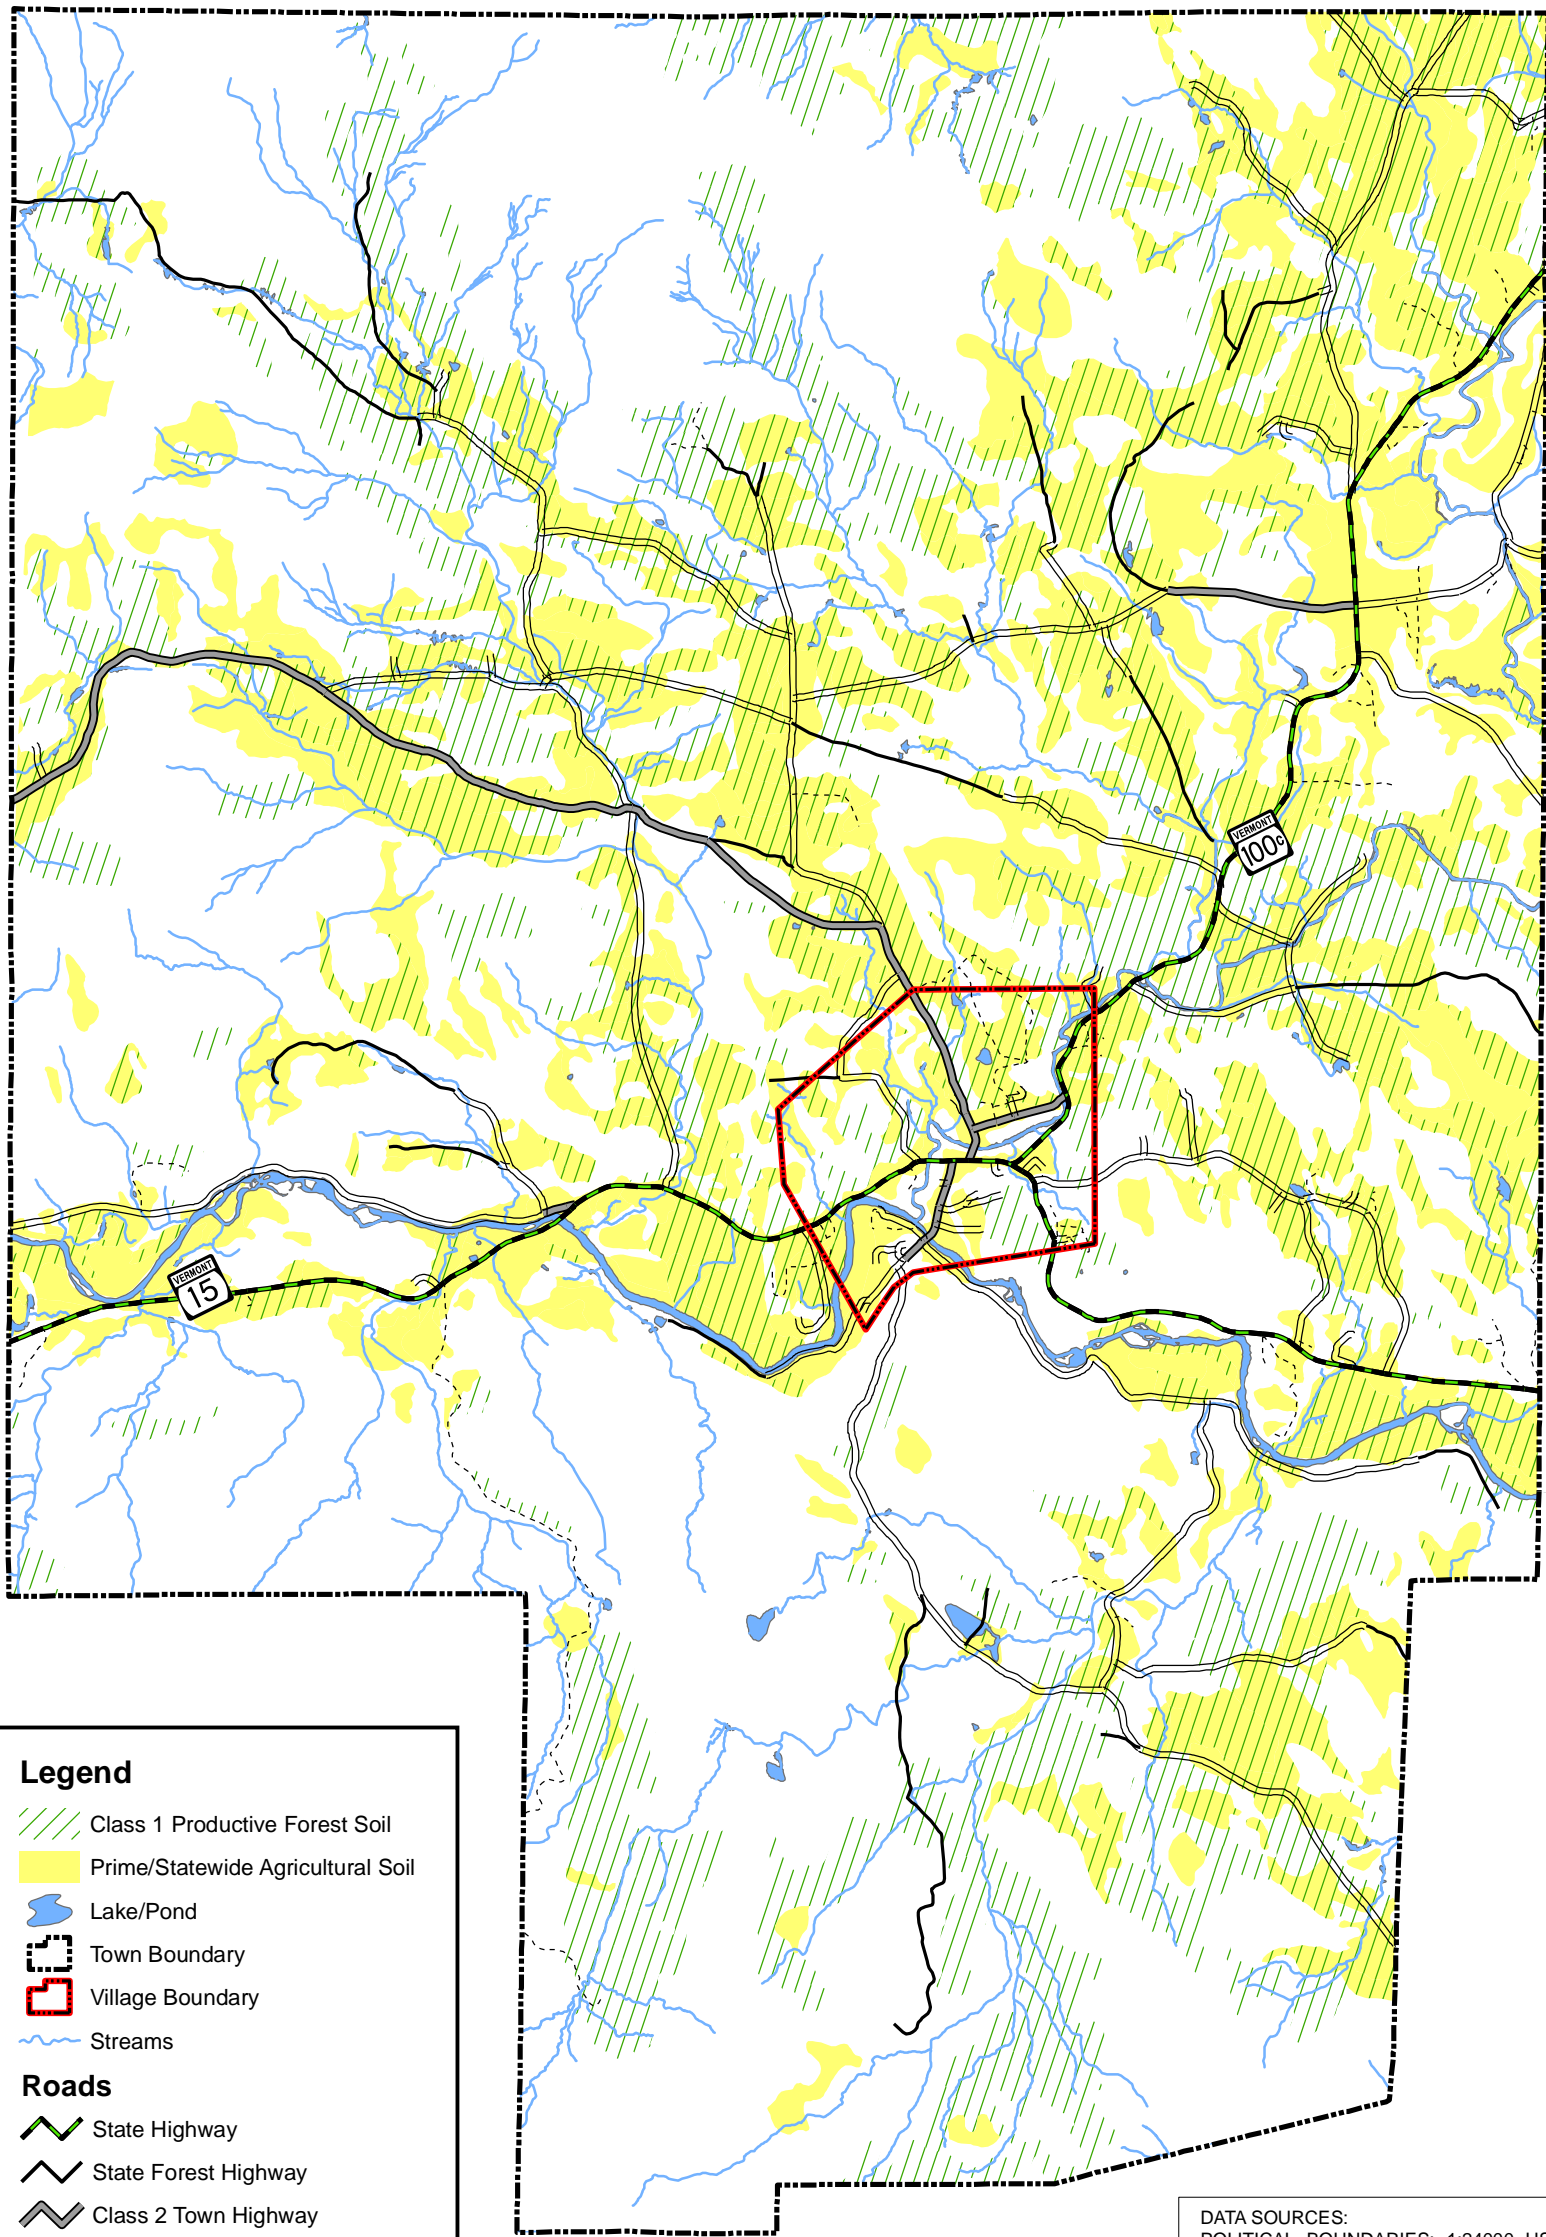 VERMONT
100c
VERMONT
15
Legend
Class 1 Productive Forest Soil
Prime/Statewide Agricultural Soil
Lake/Pond
Town Boundary
Village Boundary
Streams
Roads
State Highway
State Forest Highway
Class 2 Town Highway
DATA SOURCES: